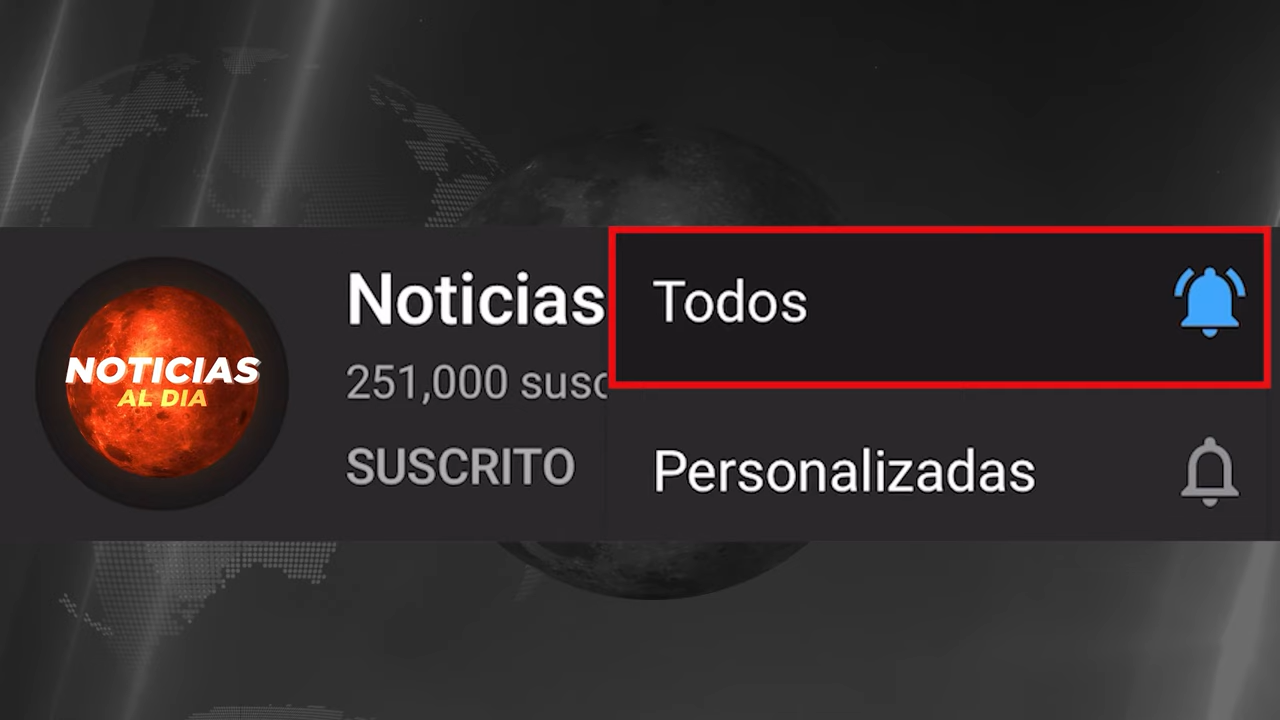 NOTICIAS
AL DIA
Noticias
251,000 susc
SUSCRITO
Todos
Personalizadas